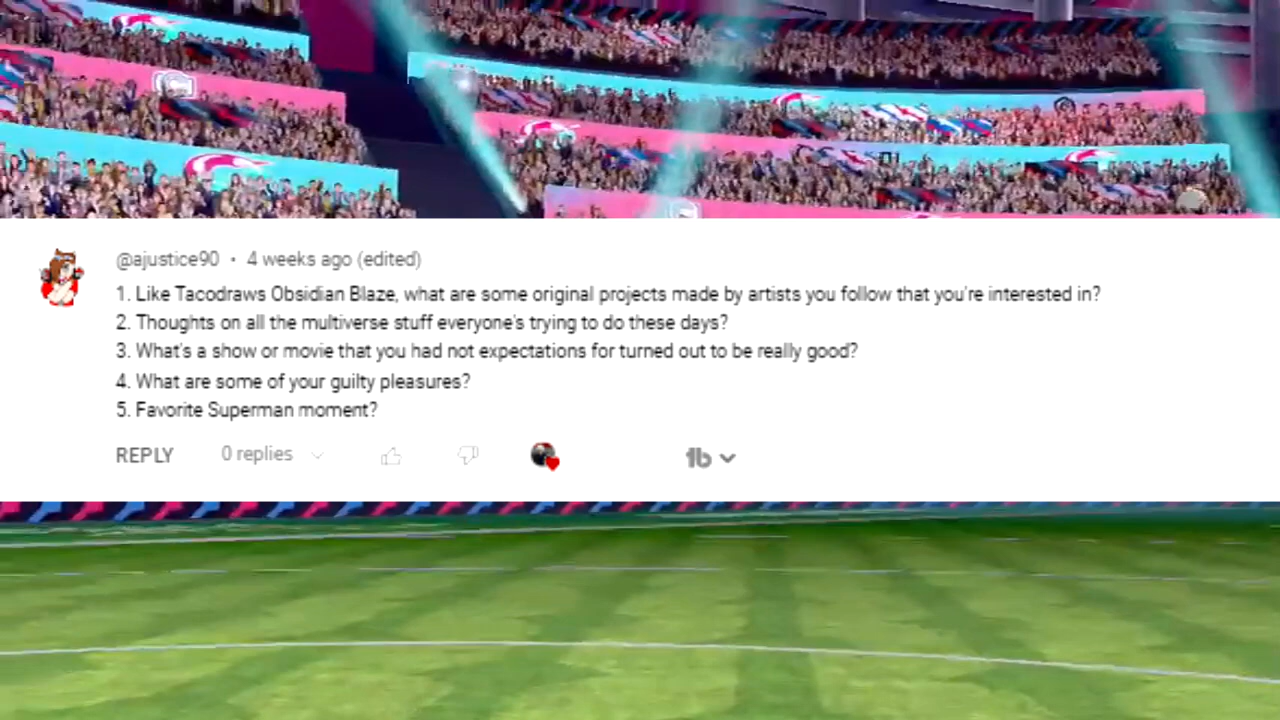 @ajustice90 • 4 weeks ago (edited)
1. Like Tacodraws Obsidian Blaze, what are some original projects made by artists you follow that you're interested in?
2. Thoughts on all the multiverse stuff everyone's trying to do these days?
3. What's a show or movie that you had not expectations for turned out to be really good?
4. What are some of your guilty pleasures?
5. Favorite Superman moment?
REPLY 0 replies